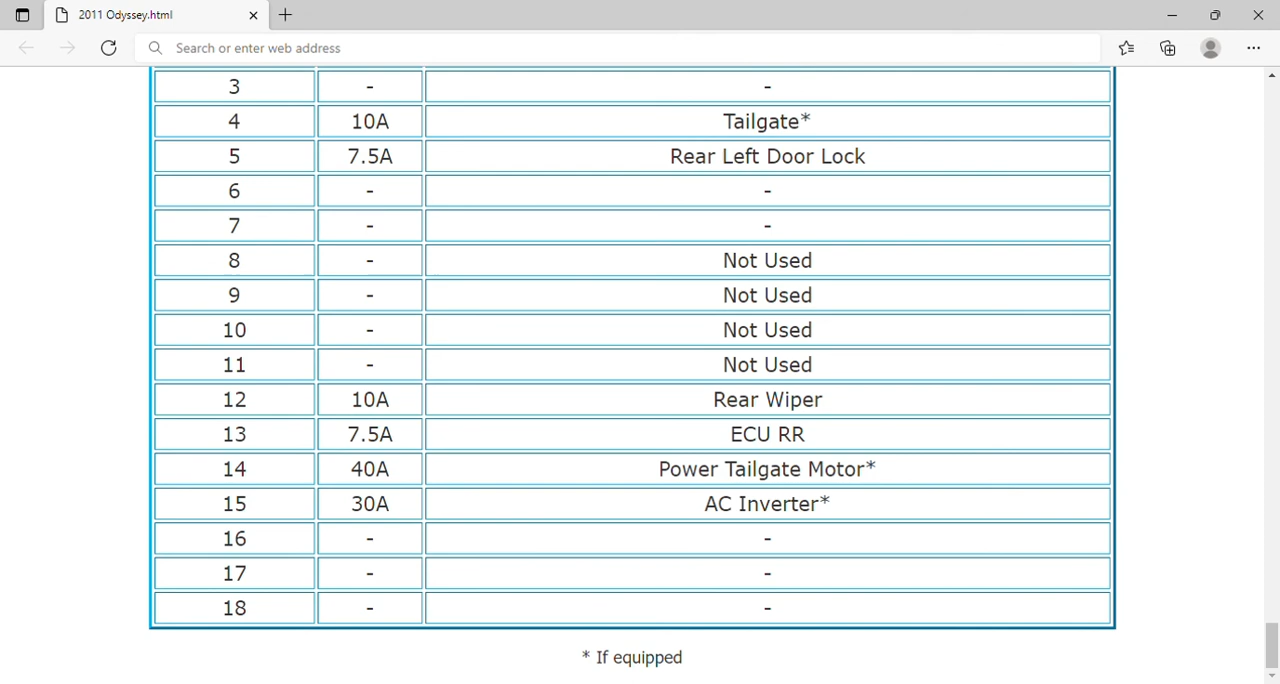 2011 Odyssey.html
Search or enter web address
3 - -
4 10A Tailgate*
5 7.5A Rear Left Door Lock
6 - -
7 - -
8 - Not Used
9 - Not Used
10 - Not Used
11 - Not Used
12 10A Rear Wiper
13 7.5A ECU RR
14 40A Power Tailgate Motor*
15 30A AC Inverter*
16 - -
17 - -
18 - -
* If equipped